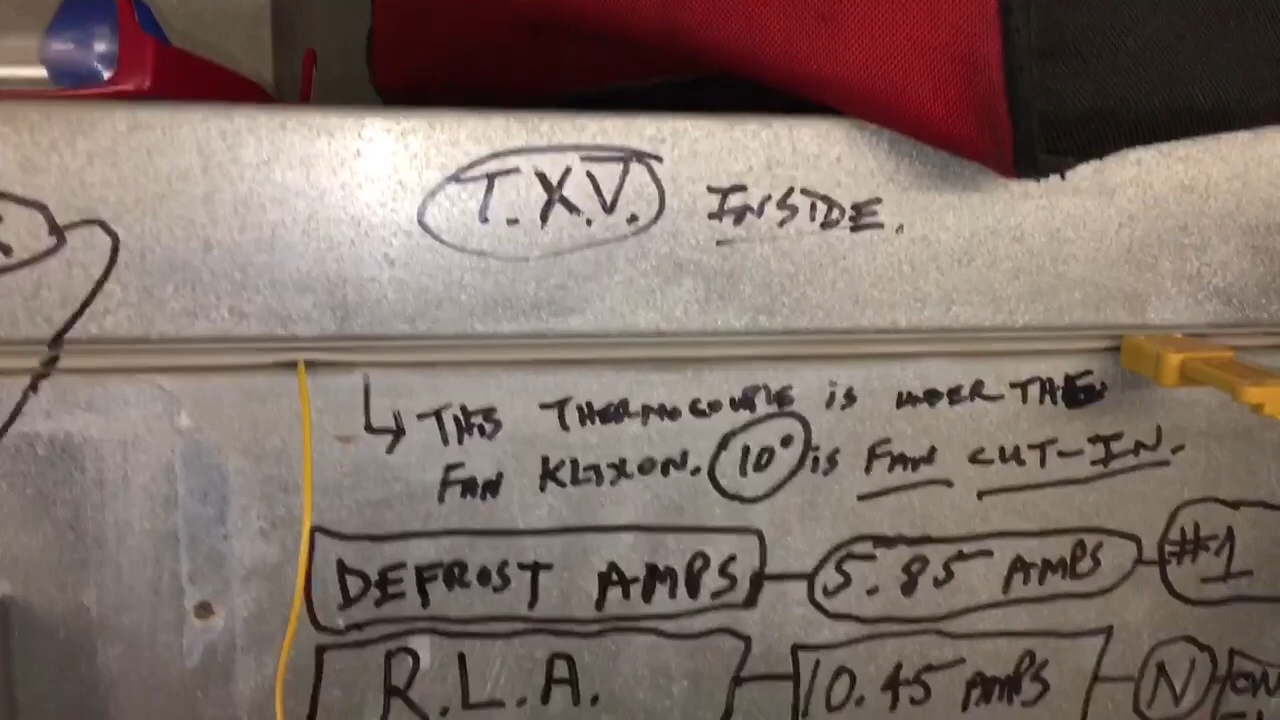 T.X.V. INSIDE.
THIS THERMOCOUPLE is UNDER THE
FAN KLIXON. 10° is FAN CUT-IN.
DEFROST AMPS 5.85 AMPS #1
R.L.A. 10.45 AMPS N